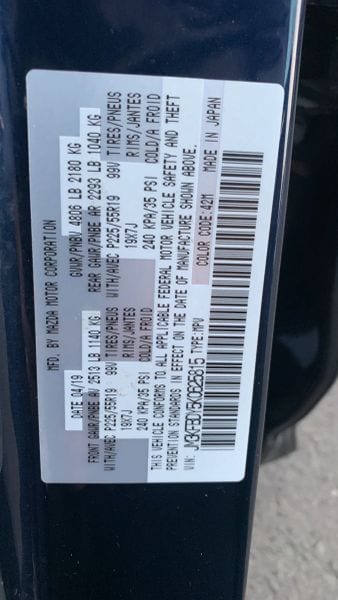 MFD. BY MAZDA MOTOR CORPORATION
DATE 04/19 GVWR/PNBV 4806 LB 2180 KG
FRONT GAWR/PNBE AV 2513 LB 1140 KG REAR GAWR/PNBE AR 2293 LB 1040 KG
WITH/AVEC P225/55R19 99V TIRES/PNEUS WITH/AVEC P225/55R19 99V TIRES/PNEUS
19X7J RIMS/JANTES 19X7J RIMS/JANTES
240 KPA/35 PSI COLD/A FROID 240 KPA/35 PSI COLD/A FROID
THIS VEHICLE CONFORMS TO ALL APPLICABLE FEDERAL MOTOR VEHICLE SAFETY AND THEFT
PREVENTION STANDARDS IN EFFECT ON THE DATE OF MANUFACTURE SHOWN ABOVE.
VIN: JM3KFBDY5K0625815 TYPE: MPV COLOR CODE: 42M MADE IN JAPAN